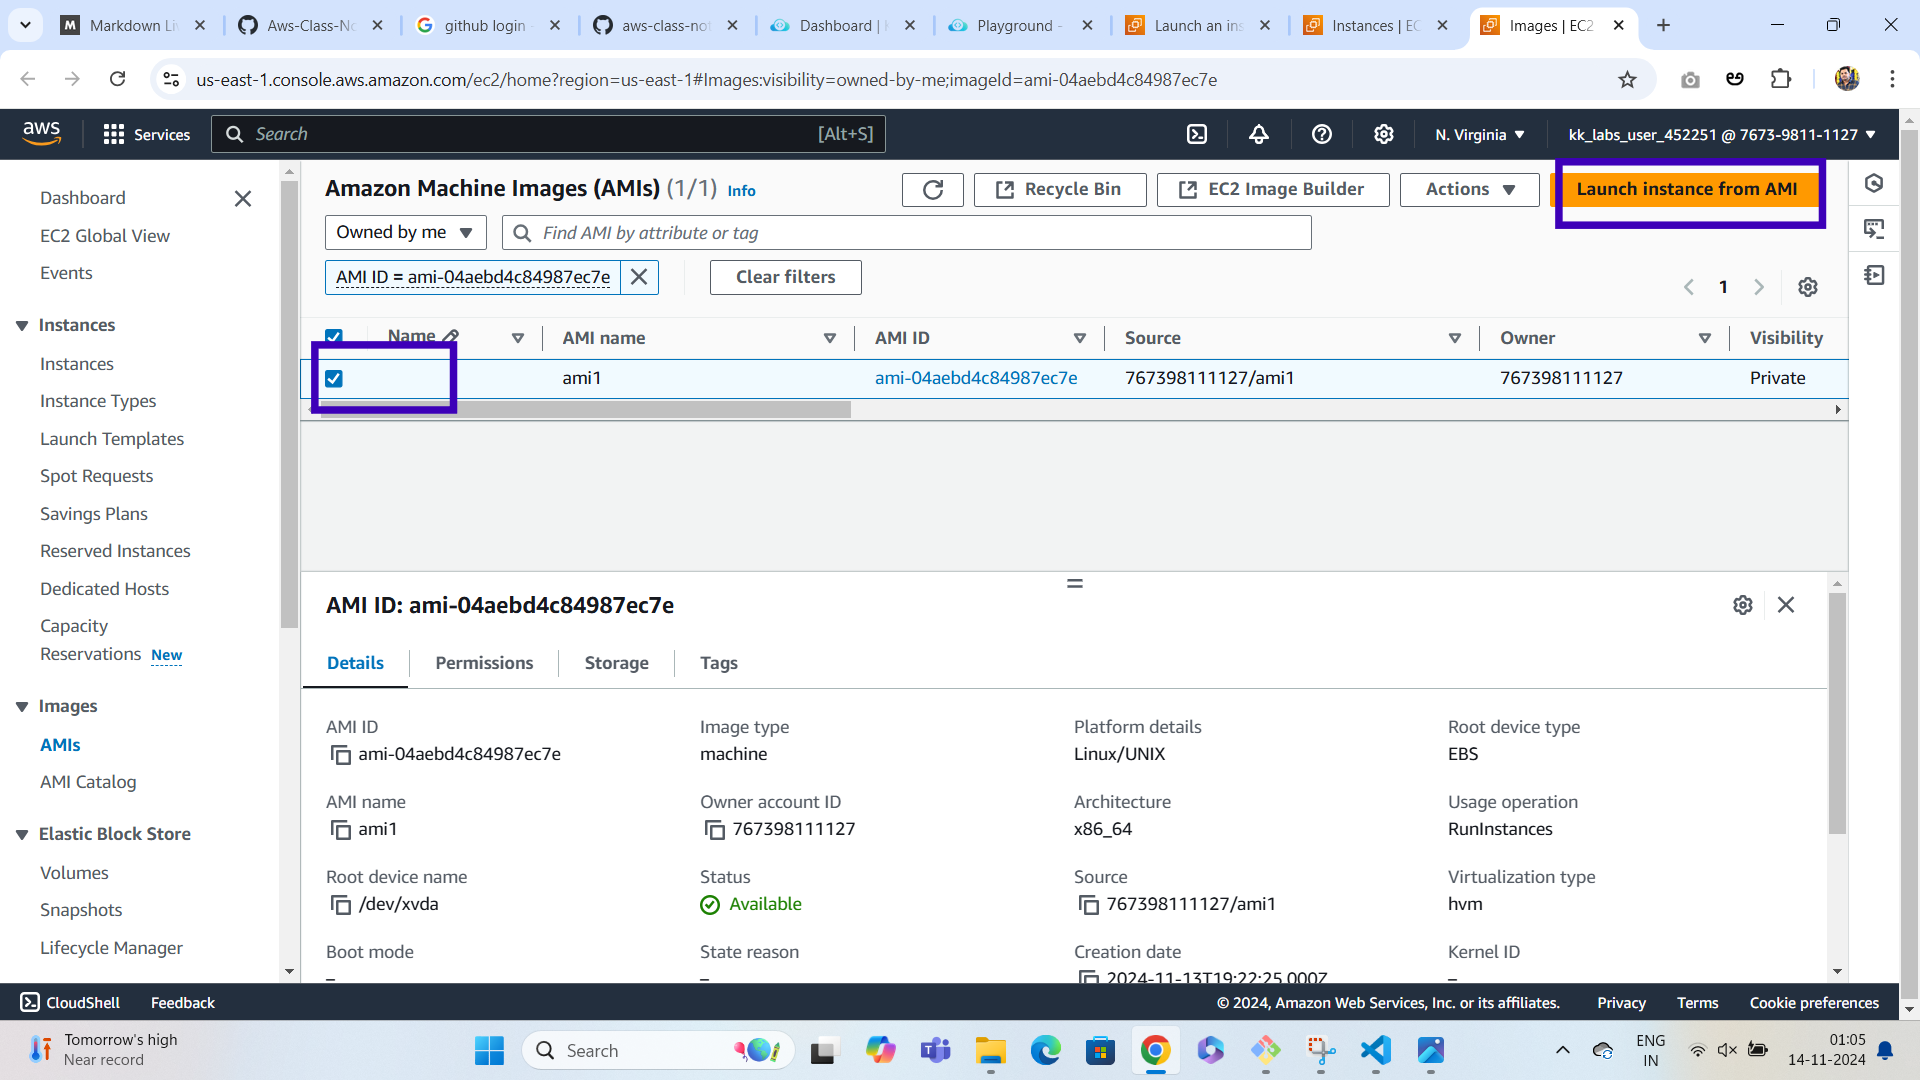 Markdown Li
Aws-Class-No
github login -
aws-class-not
Dashboard |
Playground -
Launch an ins
Instances | EC
Images | EC2
us-east-1.console.aws.amazon.com/ec2/home?region=us-east-1#Images:visibility=owned-by-me;imageId=ami-04aebd4c84987ec7e
aws
Services
Search
[Alt+S]
N. Virginia
kk_labs_user_452251 @ 7673-9811-1127
Dashboard
EC2 Global View
Events
Instances
Instances
Instance Types
Launch Templates
Spot Requests
Savings Plans
Reserved Instances
Dedicated Hosts
Capacity
Reservations New
Images
AMIs
AMI Catalog
Elastic Block Store
Volumes
Snapshots
Lifecycle Manager
Amazon Machine Images (AMIs) (1/1) Info
Recycle Bin
EC2 Image Builder
Actions
Launch instance from AMI
Owned by me
Find AMI by attribute or tag
AMI ID = ami-04aebd4c84987ec7e
Clear filters
1
Name
AMI name
AMI ID
Source
Owner
Visibility
ami1
ami-04aebd4c84987ec7e
767398111127/ami1
767398111127
Private
AMI ID: ami-04aebd4c84987ec7e
Details
Permissions
Storage
Tags
AMI ID
Image type
Platform details
Root device type
ami-04aebd4c84987ec7e
machine
Linux/UNIX
EBS
AMI name
Owner account ID
Architecture
Usage operation
ami1
767398111127
x86_64
RunInstances
Root device name
Status
Source
Virtualization type
/dev/xvda
Available
767398111127/ami1
hvm
Boot mode
State reason
Creation date
Kernel ID
–
–
2024-11-13T19:22:25.000Z
–
CloudShell
Feedback
© 2024, Amazon Web Services, Inc. or its affiliates.
Privacy
Terms
Cookie preferences
Tomorrow's high
Near record
Search
ENG
IN
01:05
14-11-2024